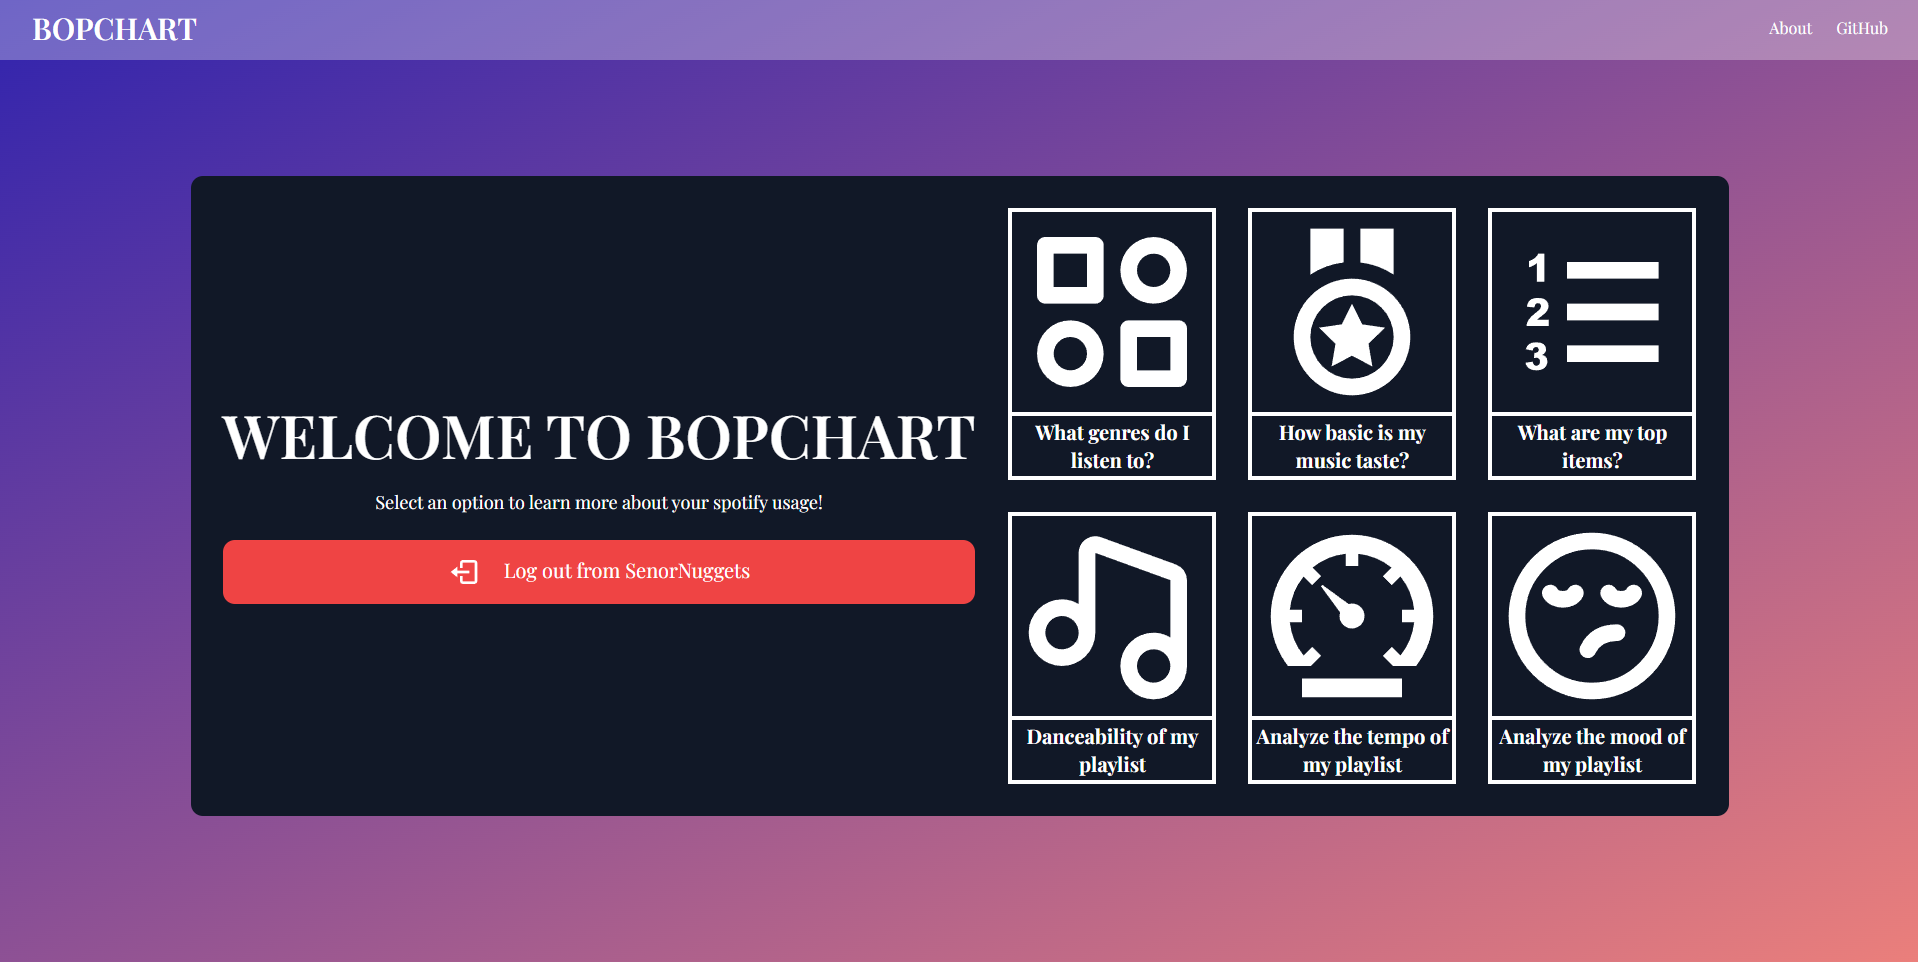 BOPCHART
About
GitHub
WELCOME TO BOPCHART
Select an option to learn more about your spotify usage!
Log out from SenorNuggets
What genres do I
listen to?
How basic is my
music taste?
1
2
3
What are my top
items?
Danceability of my
playlist
Analyze the tempo of
my playlist
Analyze the mood of
my playlist